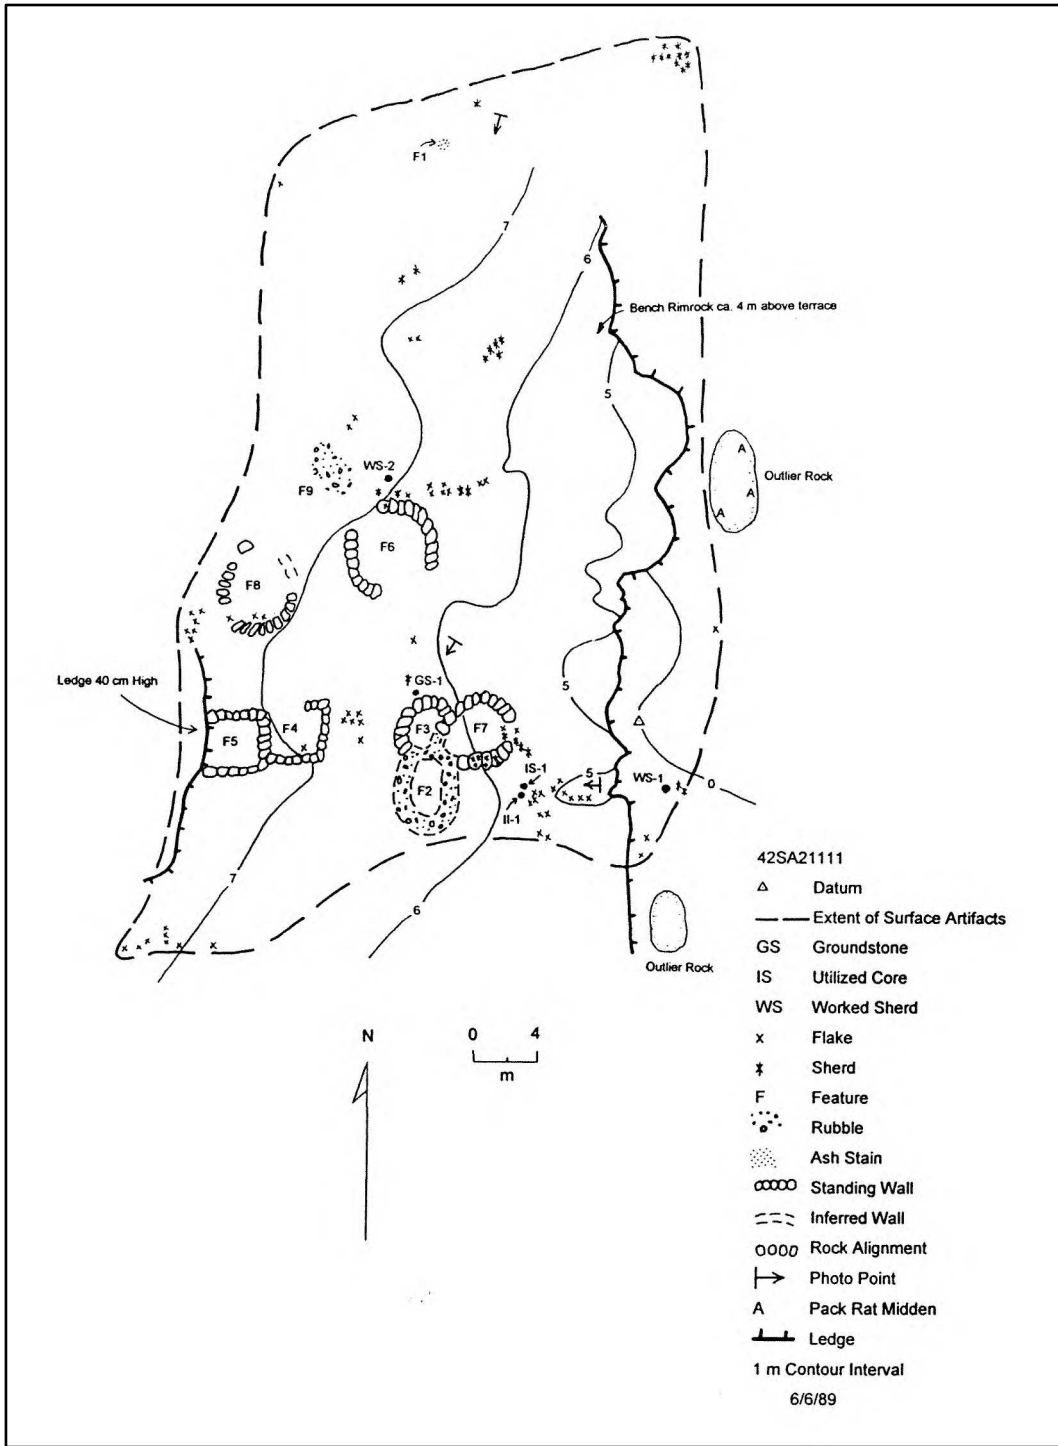 F1
7
6
Bench Rimrock ca. 4 m above terrace
5
A
Outlier Rock
A
A
WS-2
F9
F6
F8
Ledge 40 cm High
GS-1
5
F5
F4
F3
F7
IS-1
5
WS-1
0
F2
II-1
7
6
Outlier Rock
42SA21111
Datum
Extent of Surface Artifacts
GS Groundstone
IS Utilized Core
WS Worked Sherd
x Flake
Sherd
F Feature
Rubble
Ash Stain
Standing Wall
Inferred Wall
Rock Alignment
Photo Point
A Pack Rat Midden
Ledge
1 m Contour Interval
6/6/89
N
0 4
m